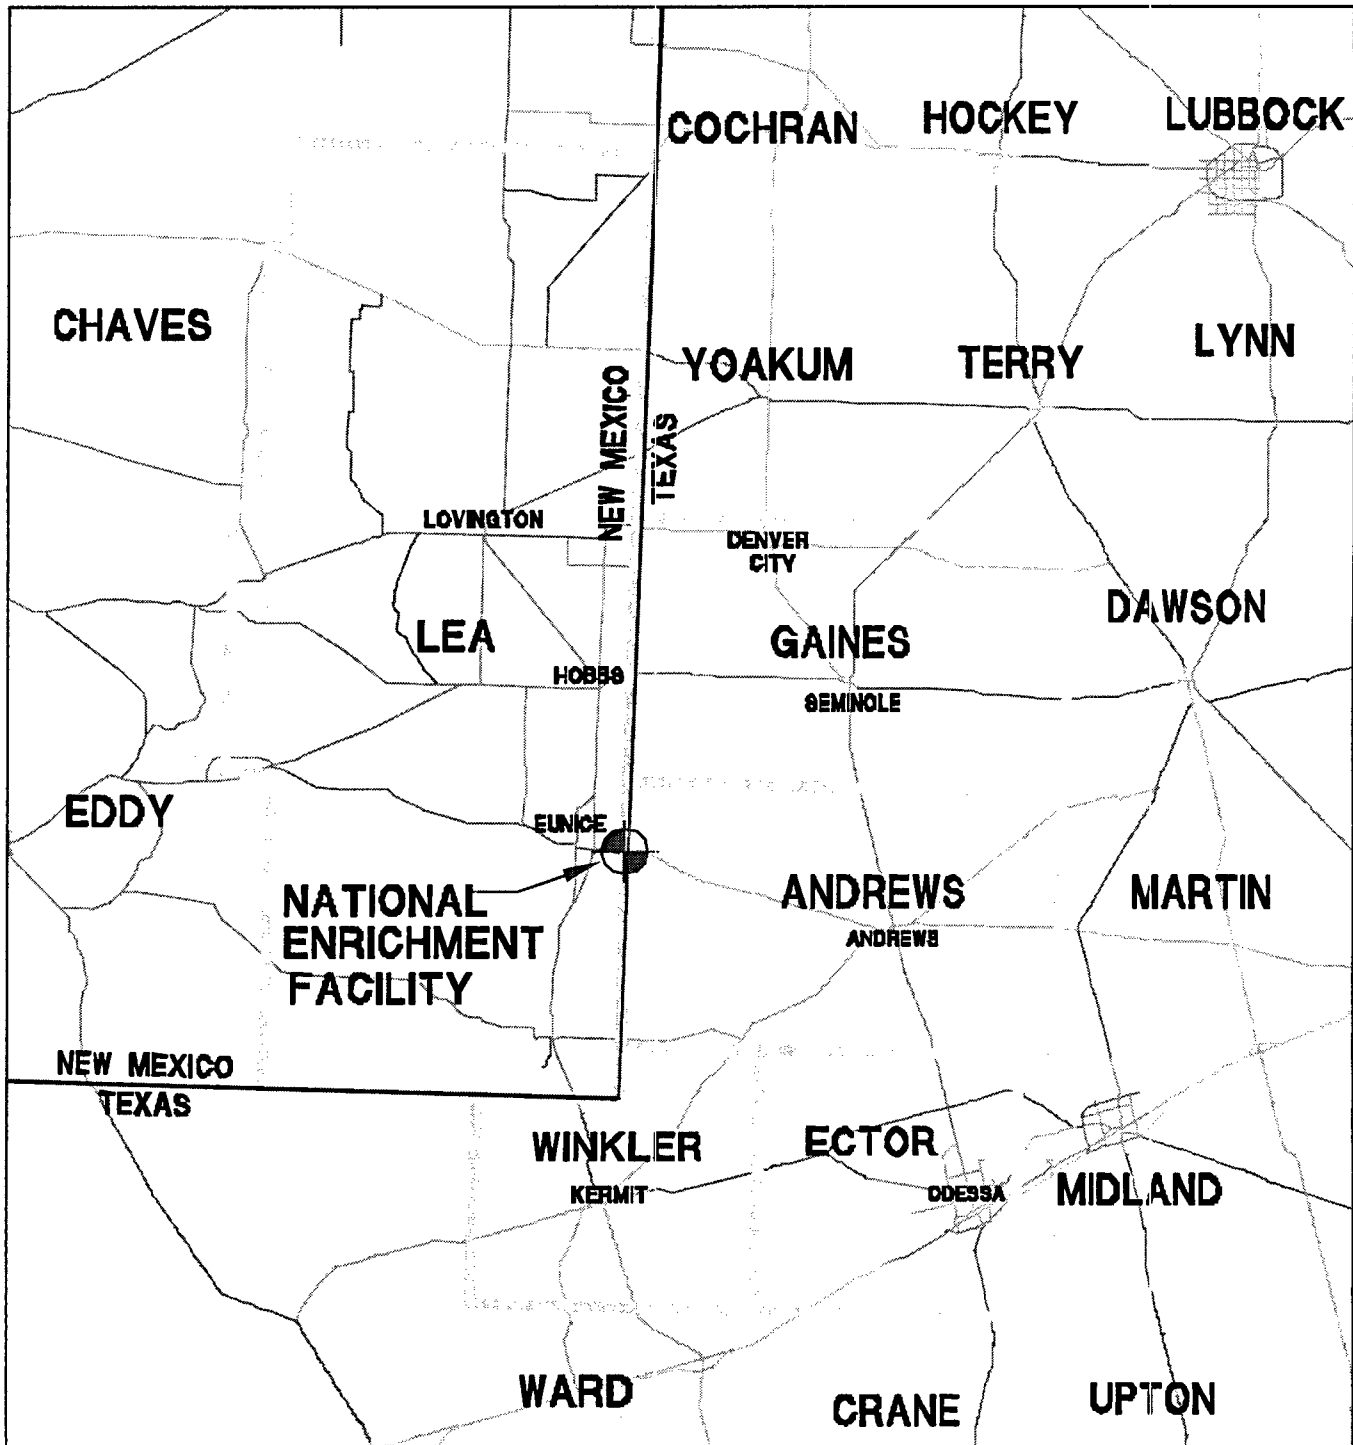 COCHRAN
HOCKEY
LUBBOCK
CHAVES
YOAKUM
TERRY
LYNN
NEW MEXICO
TEXAS
LOVINGTON
DENVER
CITY
LEA
GAINES
DAWSON
HOBBS
SEMINOLE
EDDY
EUNICE
NATIONAL
ENRICHMENT
FACILITY
ANDREWS
MARTIN
ANDREWS
NEW MEXICO
TEXAS
WINKLER
ECTOR
KERMIT
ODESSA
MIDLAND
WARD
CRANE
UPTON